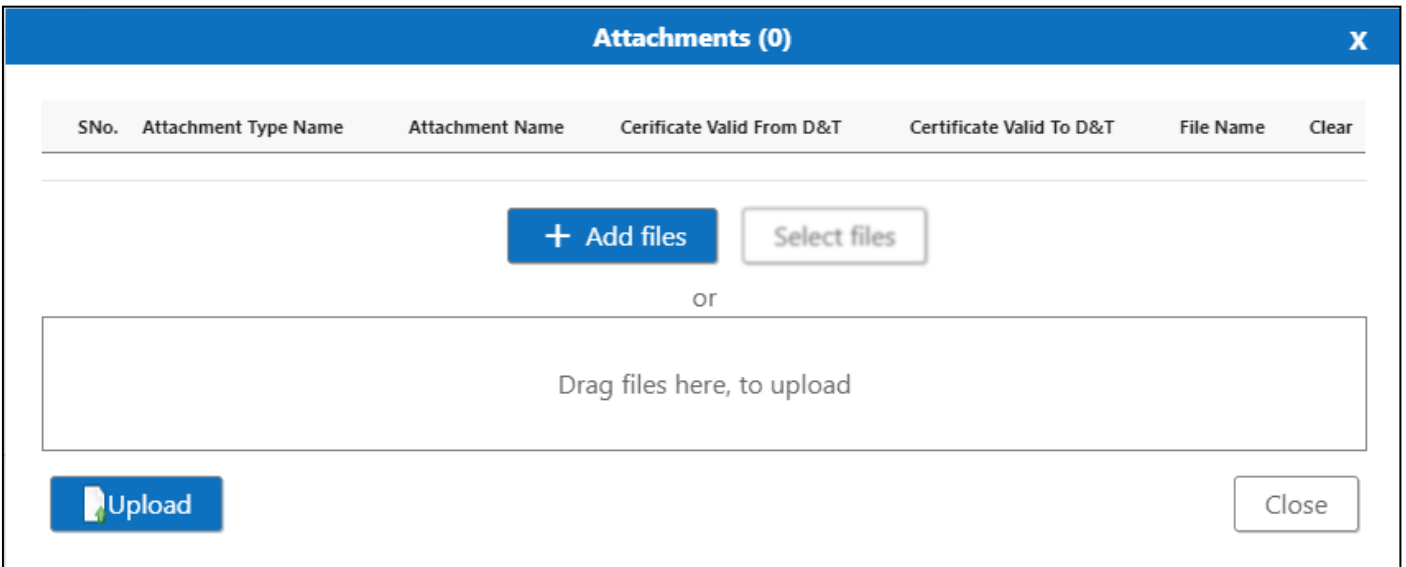 Attachments (0) X
SNo. Attachment Type Name Attachment Name Cerificate Valid From D&T Certificate Valid To D&T File Name Clear
+ Add files Select files
or
Drag files here, to upload
Upload Close